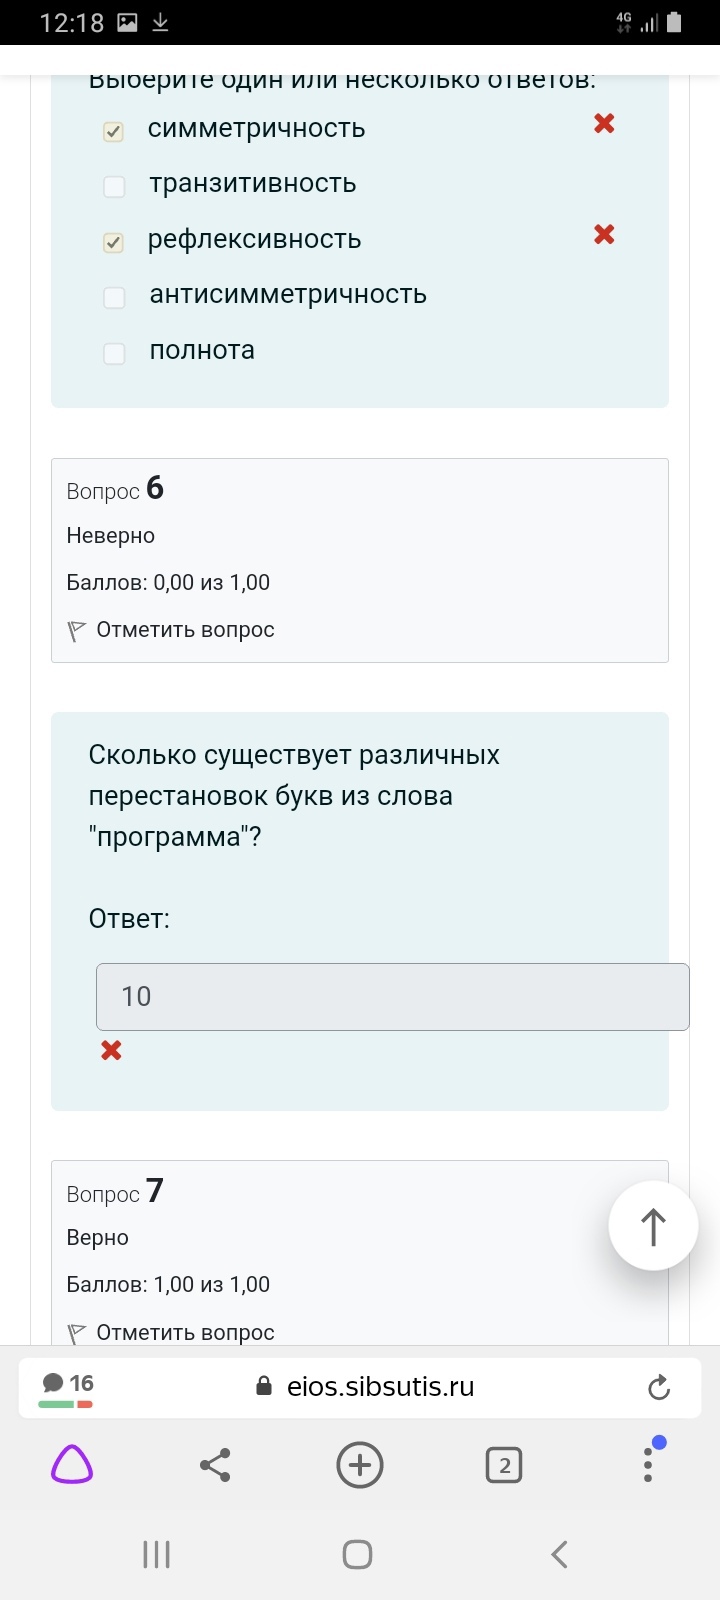 12:18
4G
Выберите один или несколько ответов:
симметричность
транзитивность
рефлексивность
антисимметричность
полнота
Вопрос 6
Неверно
Баллов: 0,00 из 1,00
Отметить вопрос
Сколько существует различных
перестановок букв из слова
"программа"?
Ответ:
10
Вопрос 7
Верно
Баллов: 1,00 из 1,00
Отметить вопрос
16
eios.sibsutis.ru
2